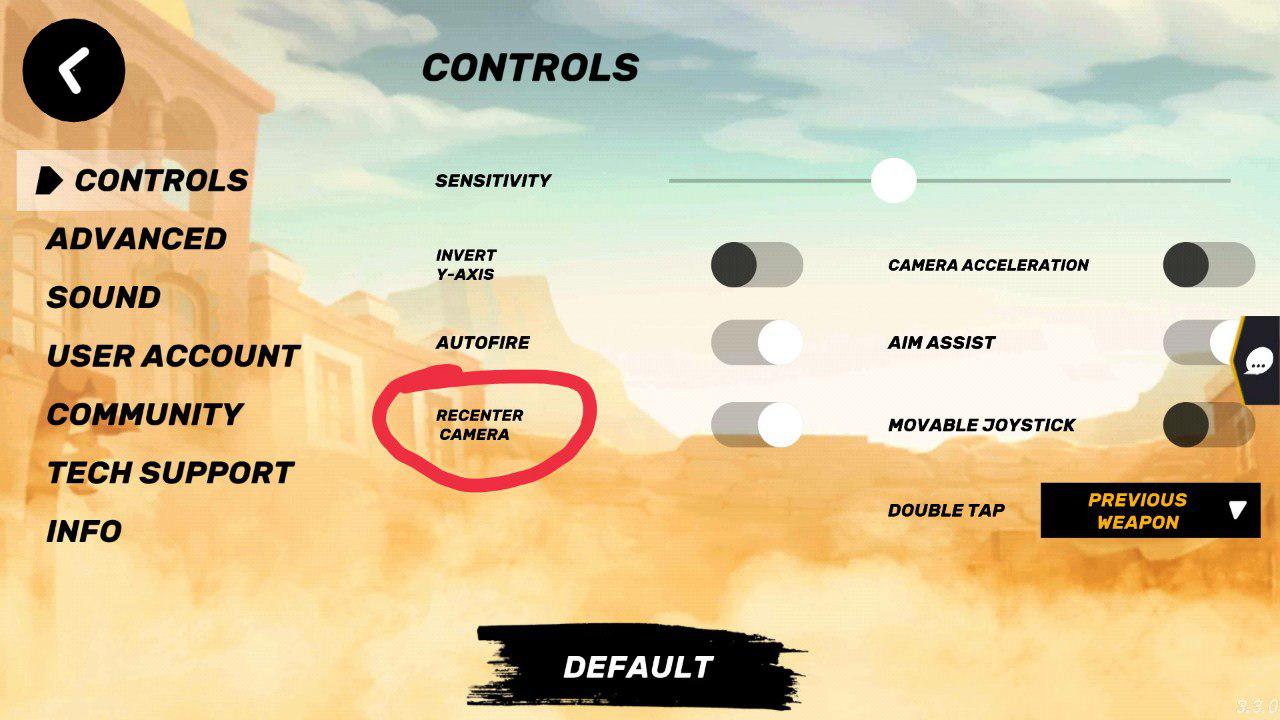 CONTROLS
CONTROLS
ADVANCED
SOUND
USER ACCOUNT
COMMUNITY
TECH SUPPORT
INFO
SENSITIVITY
INVERT
Y-AXIS
CAMERA ACCELERATION
AUTOFIRE
AIM ASSIST
RECENTER
CAMERA
MOVABLE JOYSTICK
DOUBLE TAP
PREVIOUS
WEAPON
DEFAULT
3.3.0